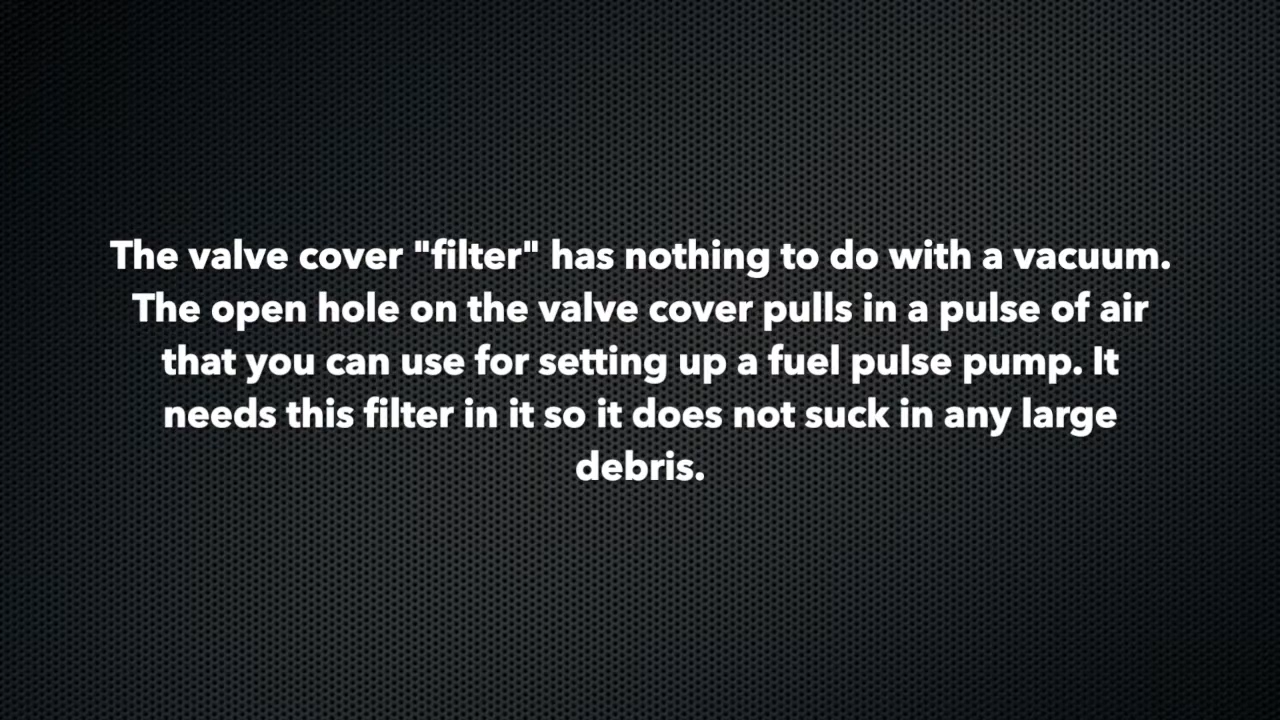 The valve cover "filter" has nothing to do with a vacuum.
The open hole on the valve cover pulls in a pulse of air
that you can use for setting up a fuel pulse pump. It
needs this filter in it so it does not suck in any large
debris.